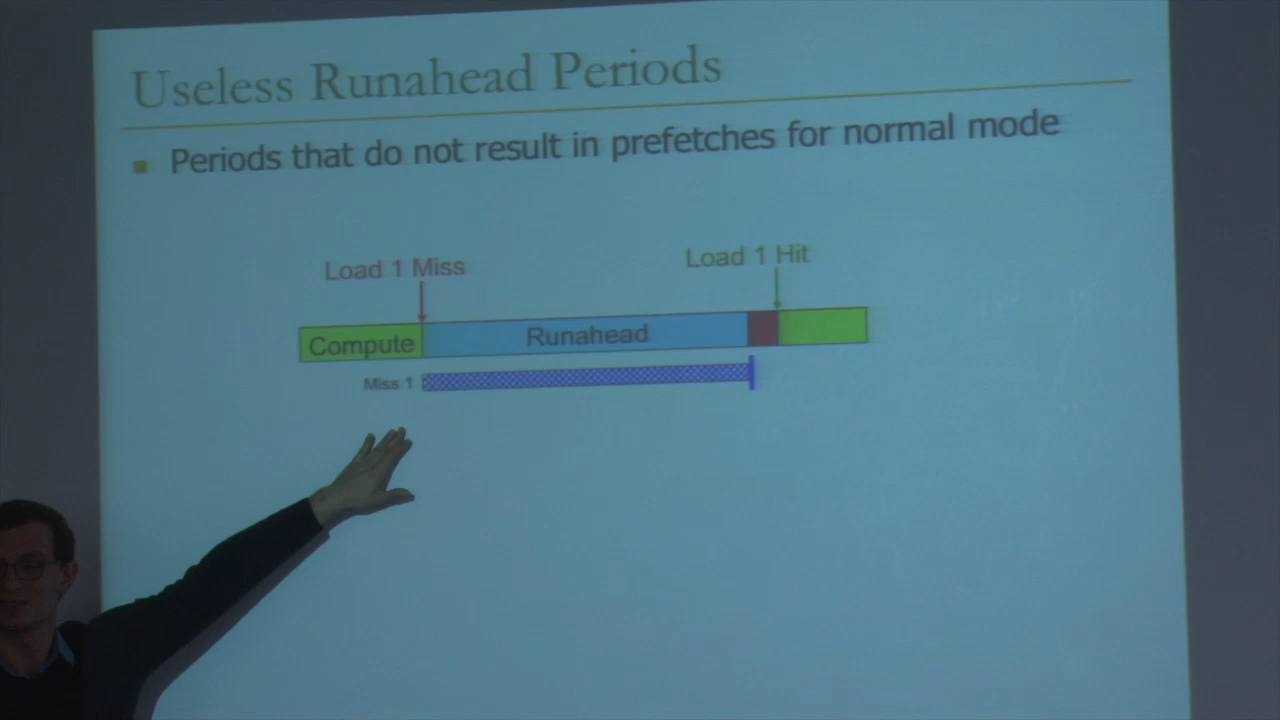 Useless Runahead Periods
Periods that do not result in prefetches for normal mode
Load 1 Miss
Load 1 Hit
Compute
Runahead
Miss 1